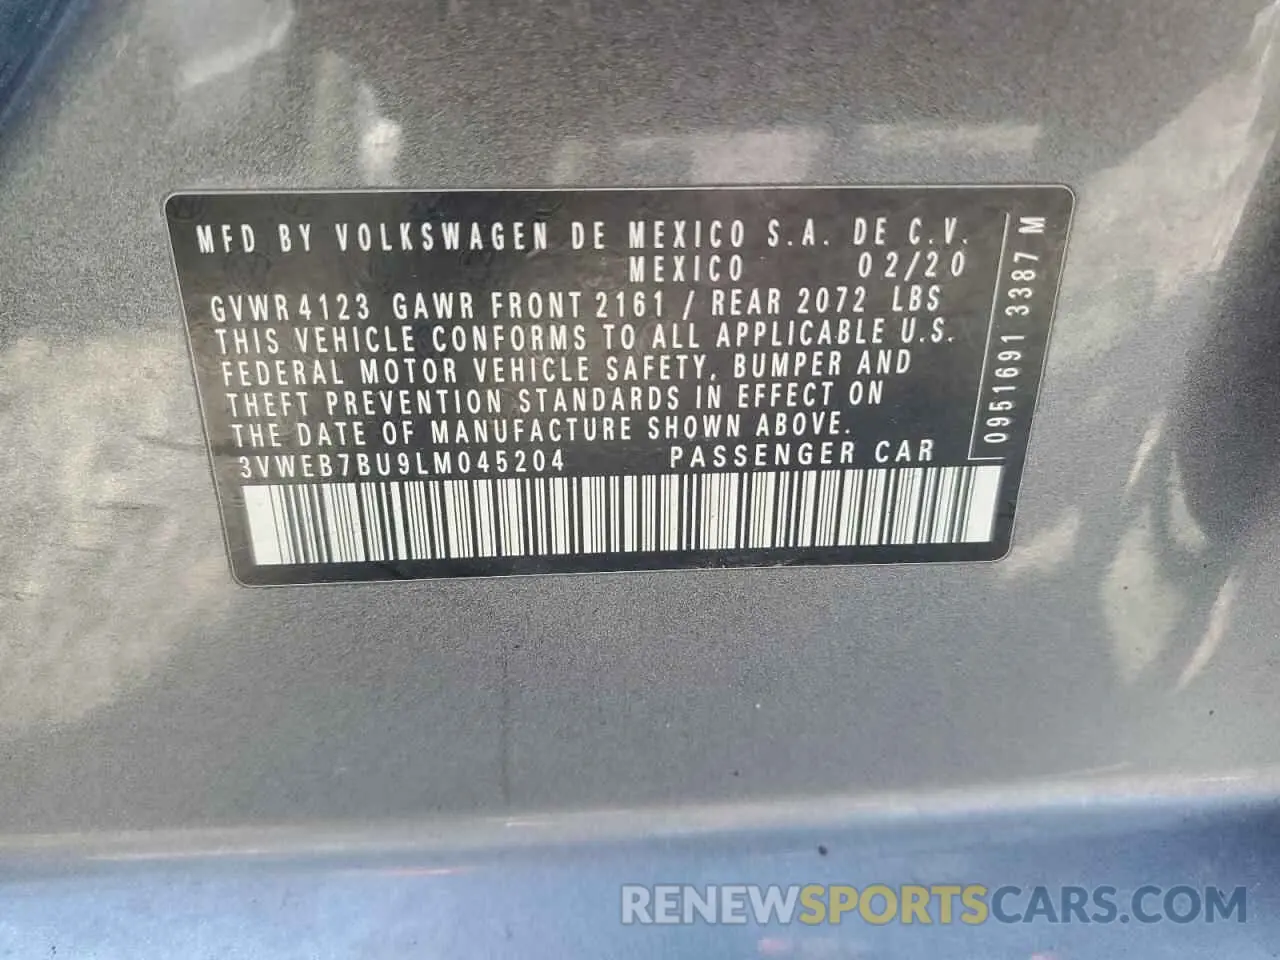 MFD BY VOLKSWAGEN DE MEXICO S.A. DE C.V.
MEXICO 02/20
GVWR 4123 GAWR FRONT 2161 / REAR 2072 LBS
THIS VEHICLE CONFORMS TO ALL APPLICABLE U.S.
FEDERAL MOTOR VEHICLE SAFETY, BUMPER AND
THEFT PREVENTION STANDARDS IN EFFECT ON
THE DATE OF MANUFACTURE SHOWN ABOVE.
3VWEB7BU9LM045204 PASSENGER CAR
0951691 3387 M
RENEWSPORTSCARS.COM